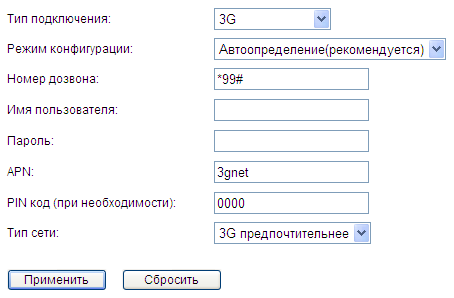 Тип подключения: 3G
Режим конфигурации: Автоопределение(рекомендуется)
Номер дозвона: *99#
Имя пользователя:
Пароль:
APN: 3gnet
PIN код (при необходимости): 0000
Тип сети: 3G предпочтительнее
Применить Сбросить